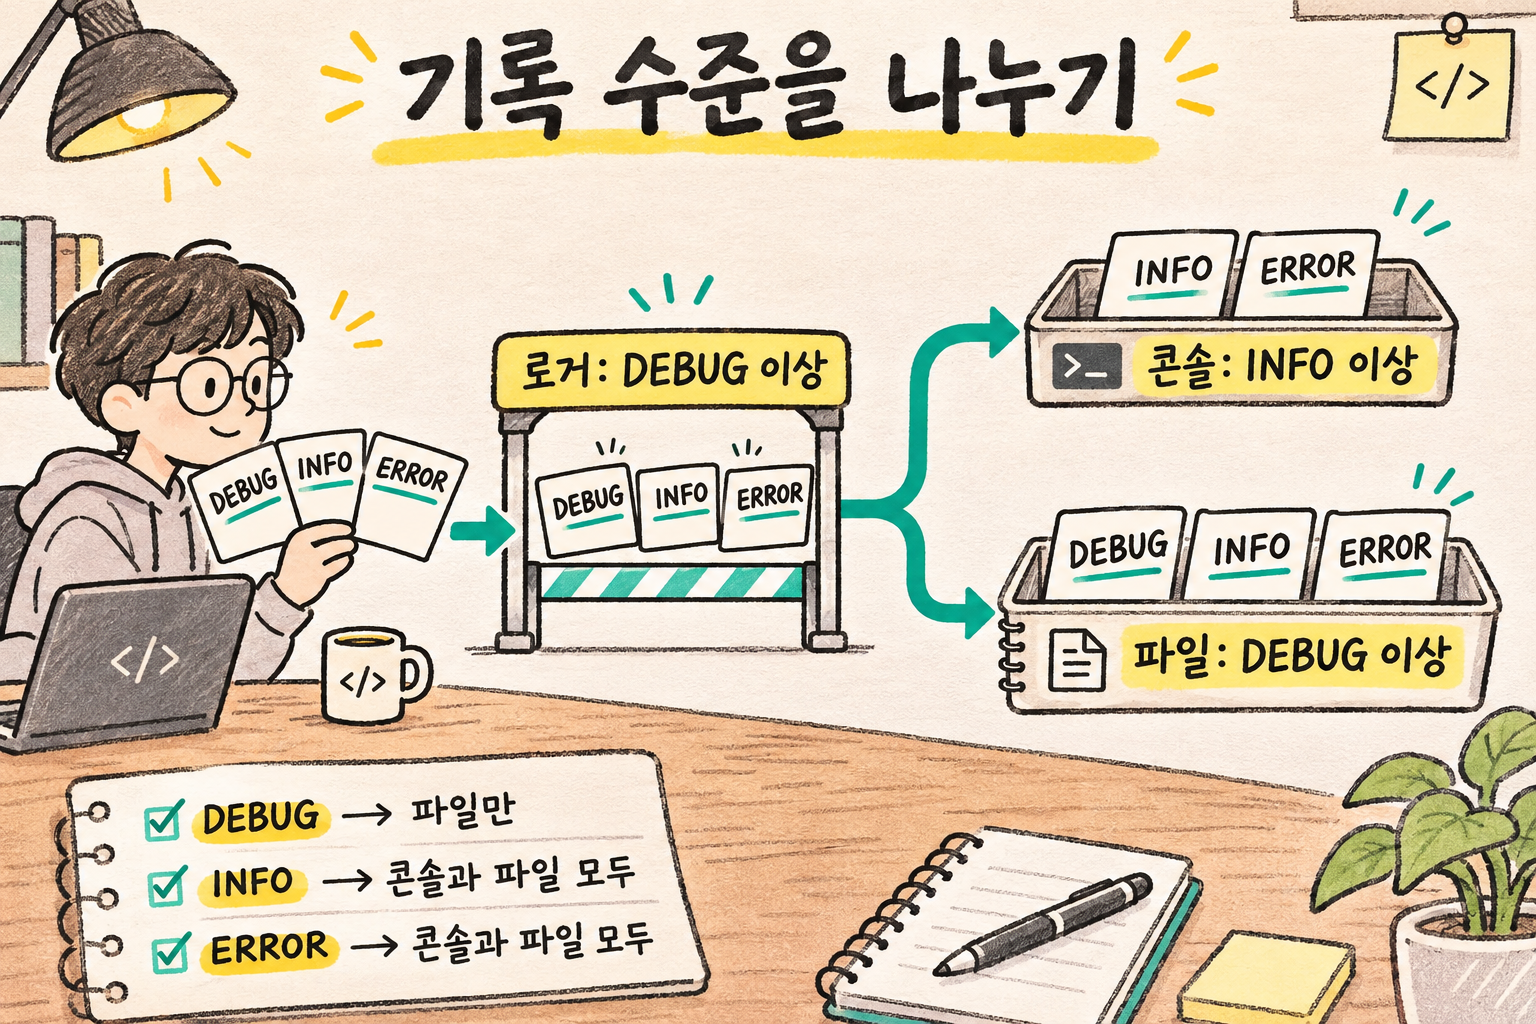 기록 수준을 나누기
</>
DEBUG
INFO
ERROR
로거: DEBUG 이상
DEBUG
INFO
ERROR
INFO
ERROR
>_ 콘솔: INFO 이상
DEBUG
INFO
ERROR
파일: DEBUG 이상
</>
</>
DEBUG → 파일만
INFO → 콘솔과 파일 모두
ERROR → 콘솔과 파일 모두